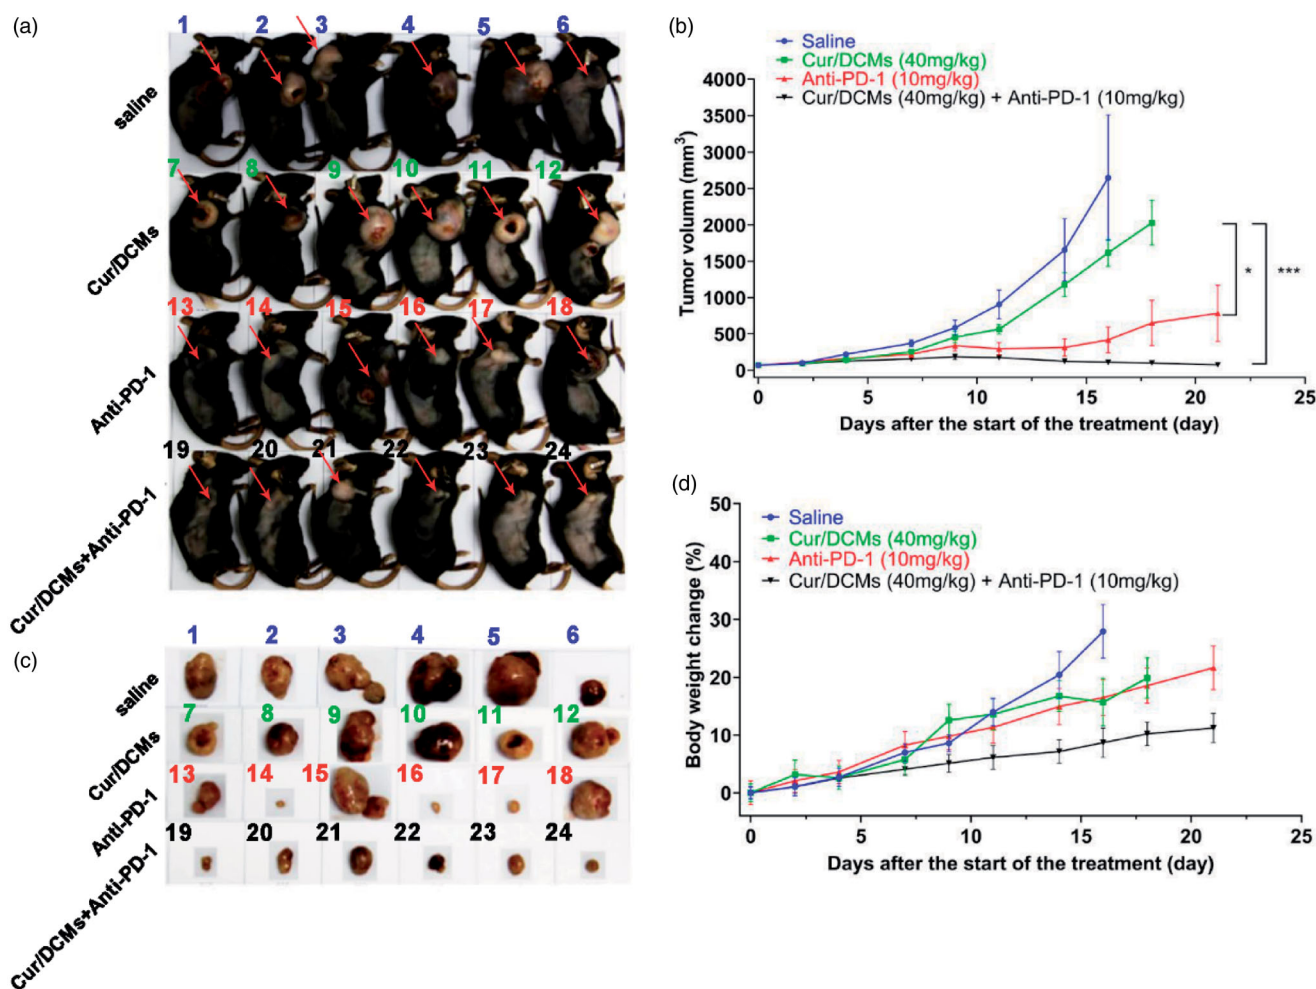 (a)
1 2 3 4 5 6
saline
7 8 9 10 11 12
Cur/DCMs
13 14 15 16 17 18
Anti-PD-1
19 20 21 22 23 24
Cur/DCMs+Anti-PD-1
(b)
Saline
Cur/DCMs (40mg/kg)
Anti-PD-1 (10mg/kg)
Cur/DCMs (40mg/kg) + Anti-PD-1 (10mg/kg)
Tumor volumn (mm³)
4000
3500
3000
2500
2000
1500
1000
500
0
* ***
0 5 10 15 20 25
Days after the start of the treatment (day)
(c)
1 2 3 4 5 6
saline
7 8 9 10 11 12
Cur/DCMs
13 14 15 16 17 18
Anti-PD-1
19 20 21 22 23 24
Cur/DCMs+Anti-PD-1
(d)
Saline
Cur/DCMs (40mg/kg)
Anti-PD-1 (10mg/kg)
Cur/DCMs (40mg/kg) + Anti-PD-1 (10mg/kg)
Body weight change (%)
50
40
30
20
10
0
0 5 10 15 20 25
Days after the start of the treatment (day)